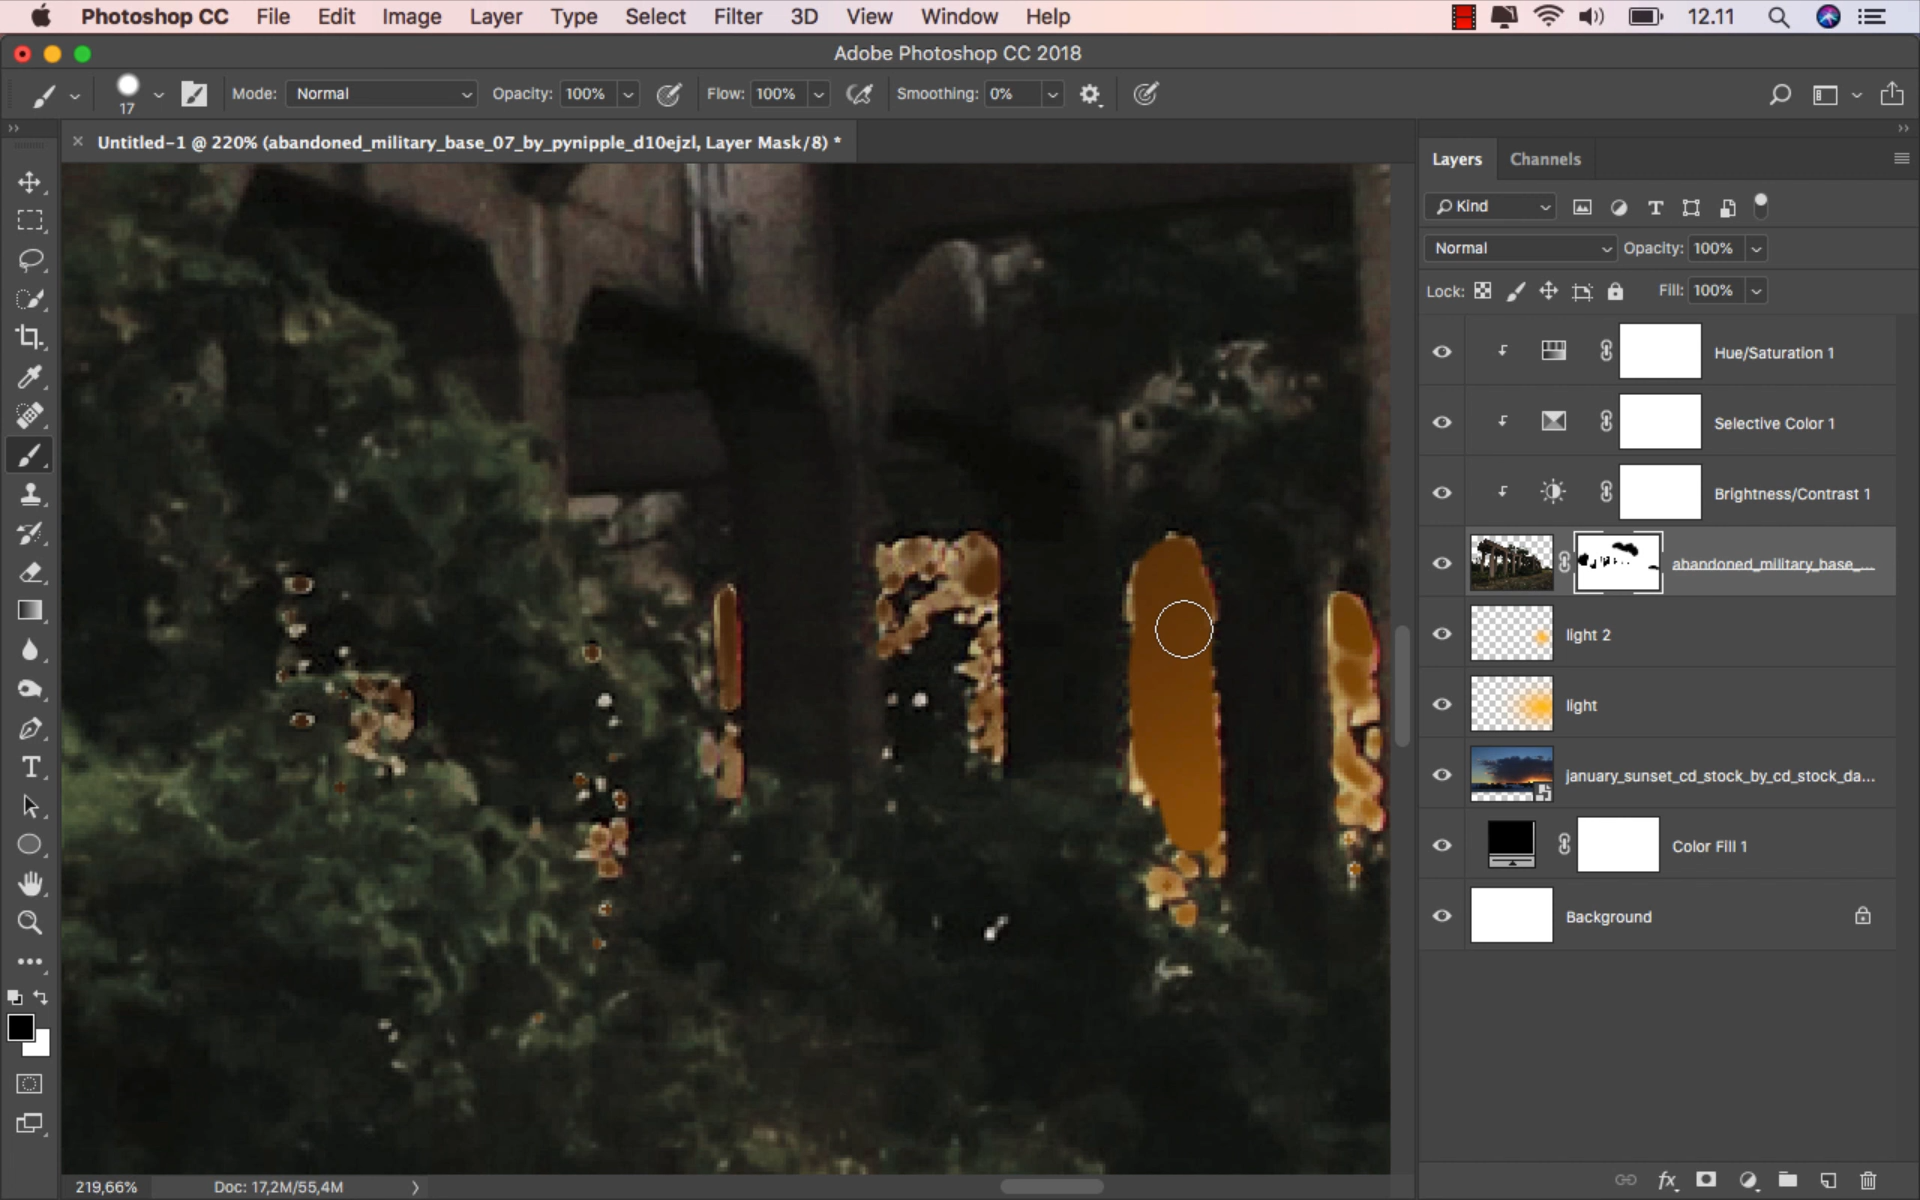 Photoshop CC File Edit Image Layer Type Select Filter 3D View Window Help 12.11
Adobe Photoshop CC 2018
17 Mode: Normal Opacity: 100% Flow: 100% Smoothing: 0%
Untitled-1 @ 220% (abandoned_military_base_07_by_pynipple_d10ejzl, Layer Mask/8) *
Layers Channels
Kind
Normal Opacity: 100%
Lock: Fill: 100%
Hue/Saturation 1
Selective Color 1
Brightness/Contrast 1
abandoned_military_base_...
light 2
light
january_sunset_cd_stock_by_cd_stock_da...
Color Fill 1
Background
219,66% Doc: 17,2M/55,4M